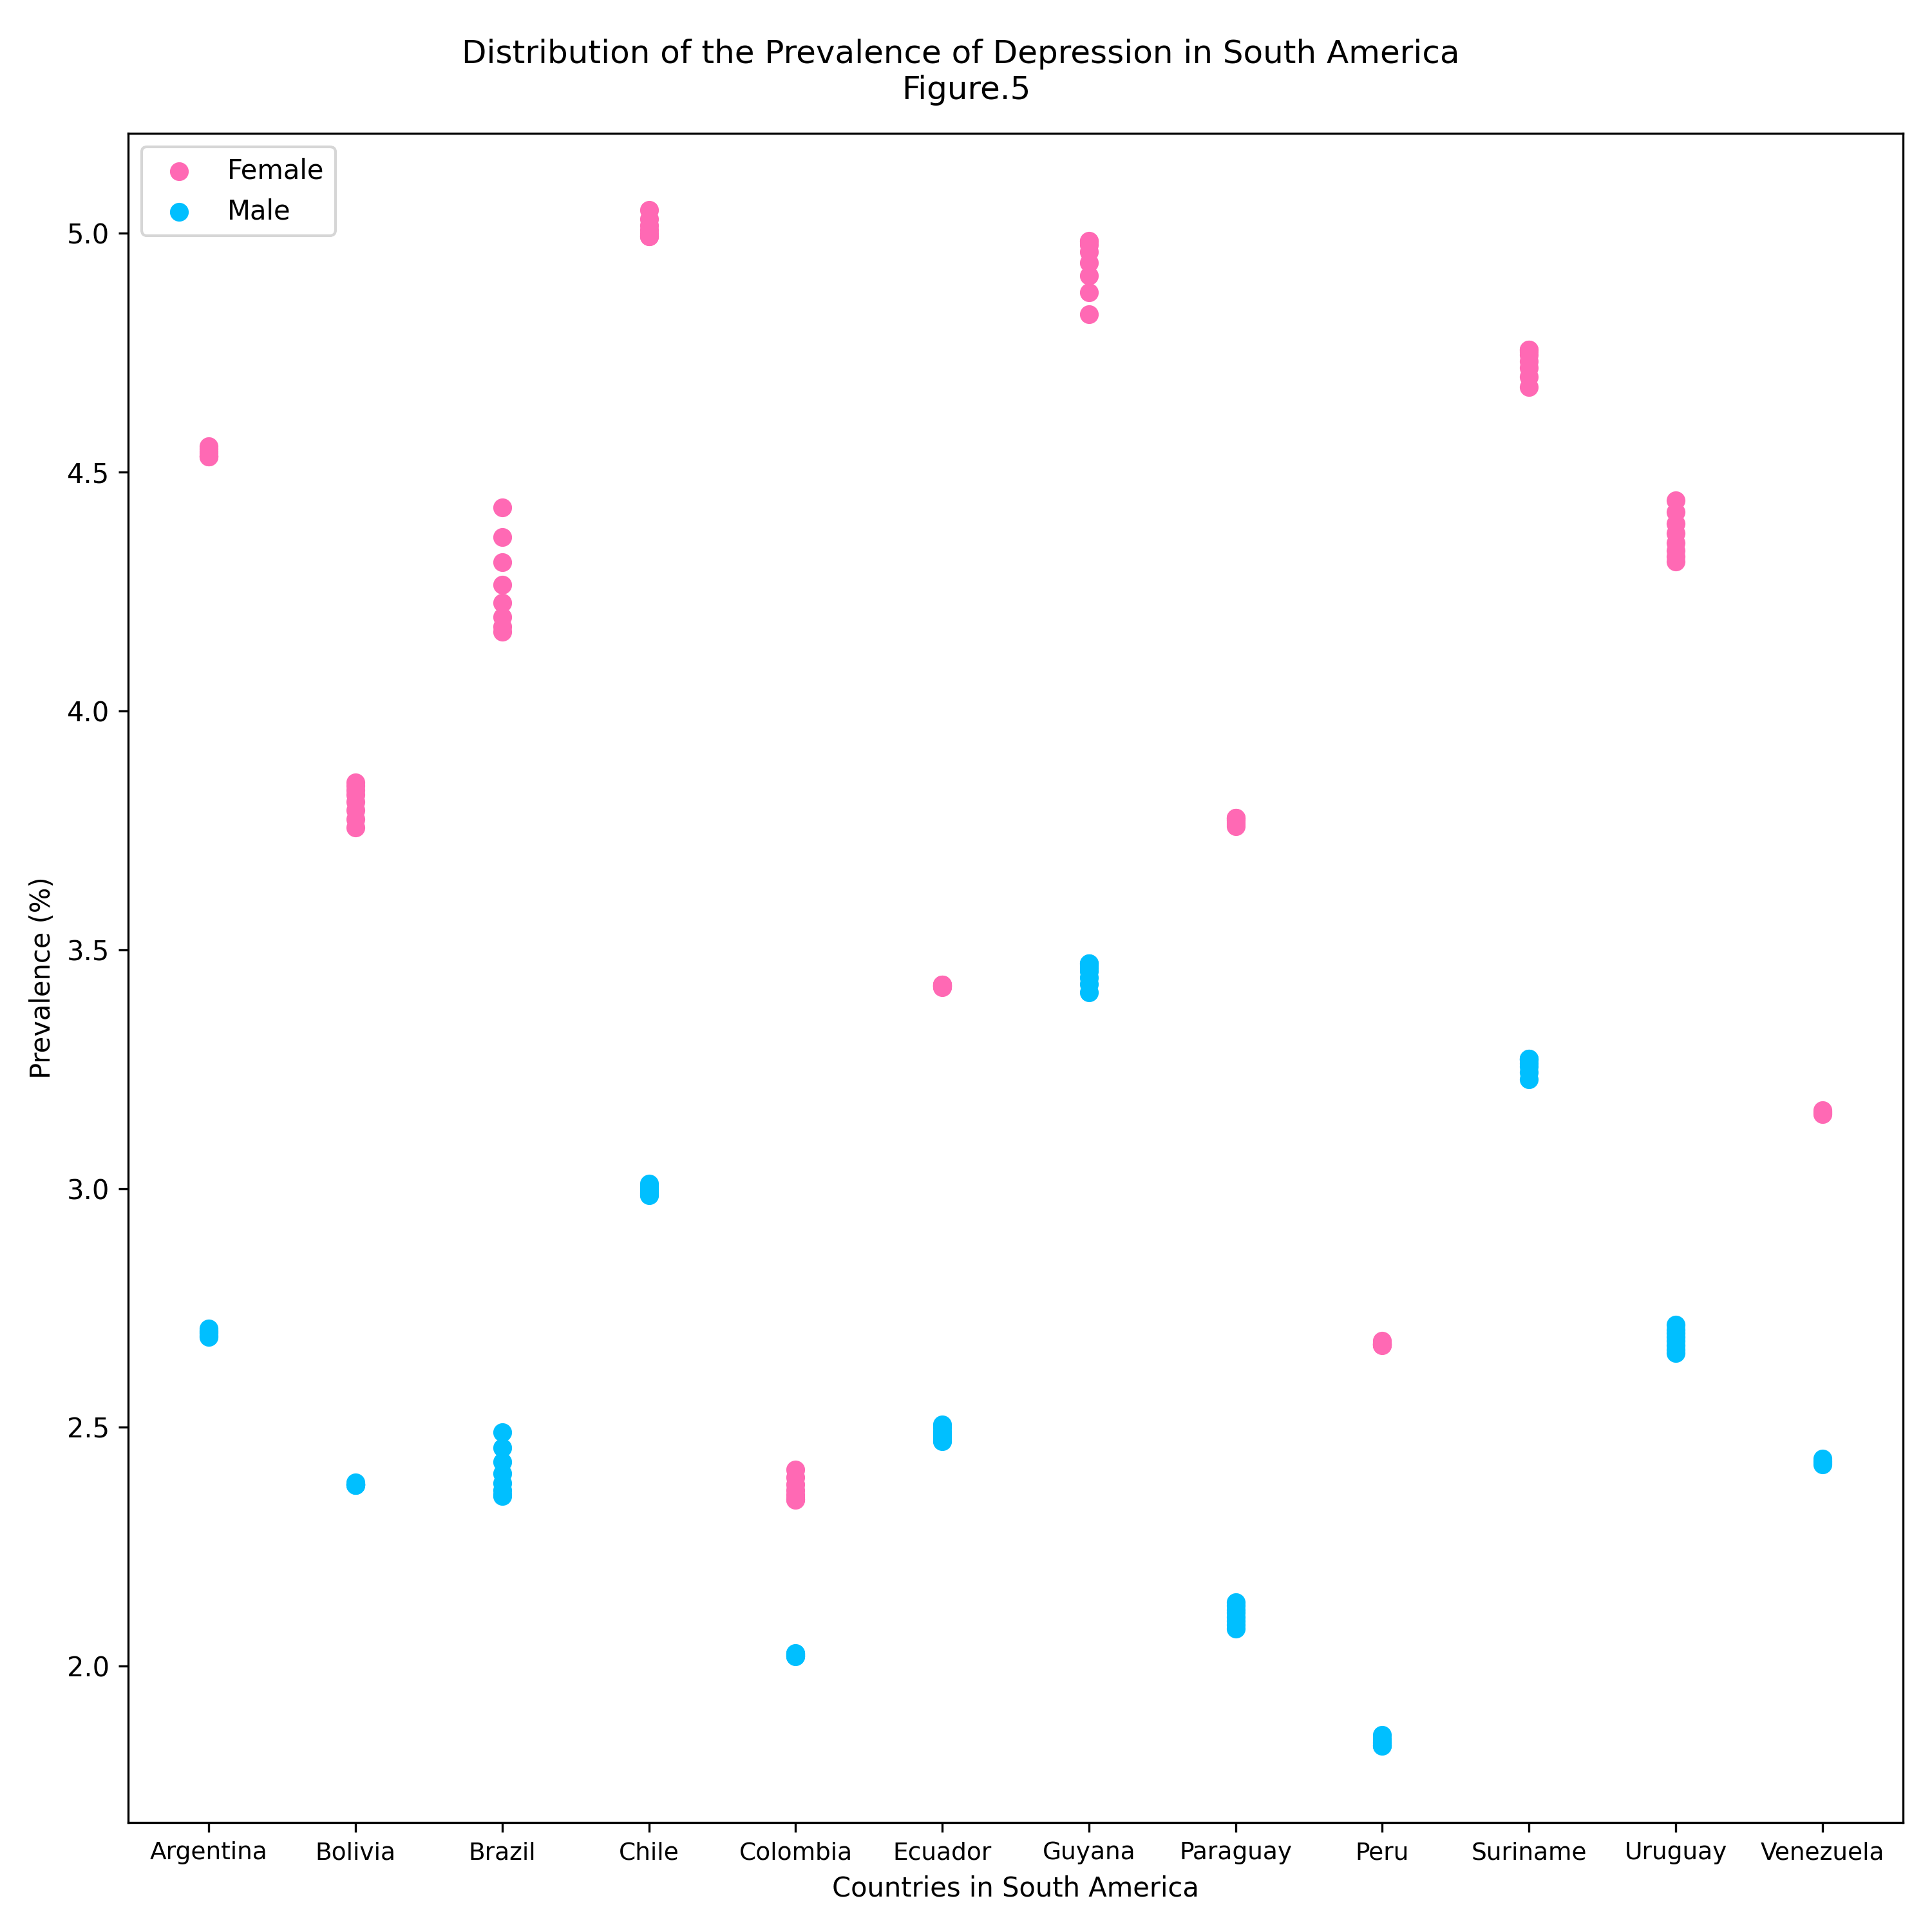 Distribution of the Prevalence of Depression in South America
Figure.5
Female
Male
5.0
4.5
4.0
3.5
3.0
2.5
2.0
Prevalence (%)
Argentina Bolivia Brazil Chile Colombia Ecuador Guyana Paraguay Peru Suriname Uruguay Venezuela
Countries in South America